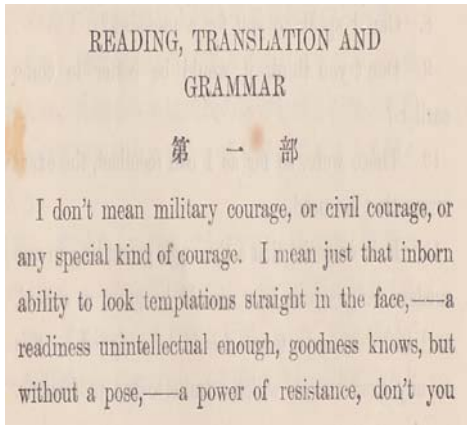 READING, TRANSLATION AND
GRAMMAR
第一部
I don't mean military courage, or civil courage, or
any special kind of courage. I mean just that inborn
ability to look temptations straight in the face,——a
readiness unintellectual enough, goodness knows, but
without a pose,——a power of resistance, don't you